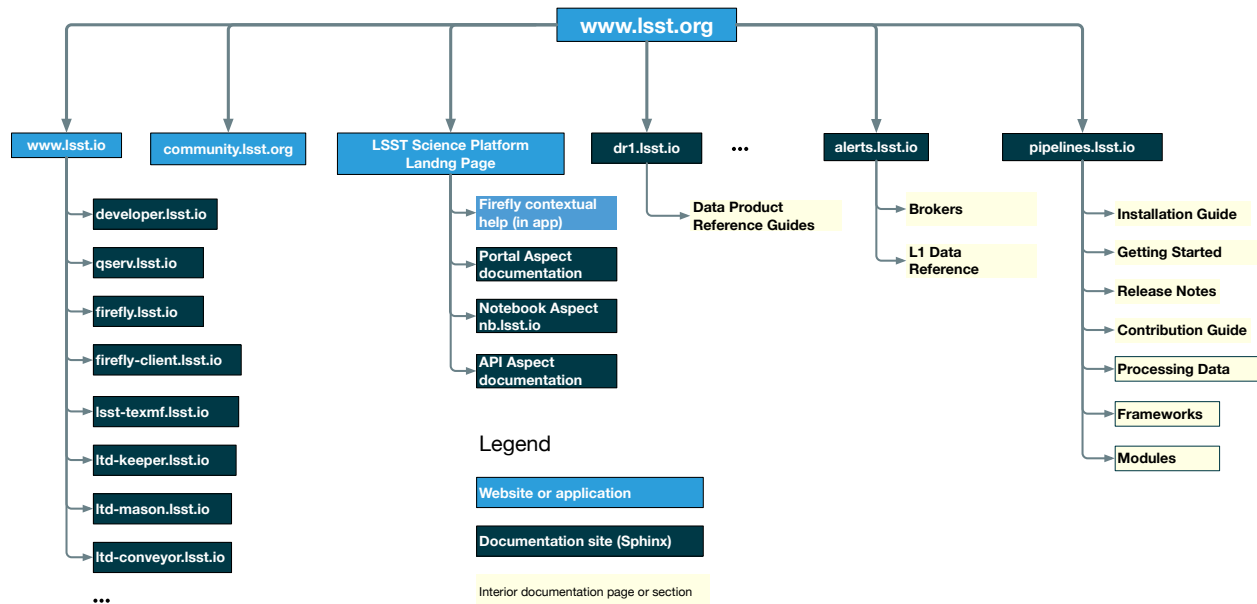 www.lsst.org
www.lsst.io
community.lsst.org
LSST Science Platform
Landng Page
dr1.lsst.io
...
alerts.lsst.io
pipelines.lsst.io
developer.lsst.io
qserv.lsst.io
firefly.lsst.io
firefly-client.lsst.io
lsst-texmf.lsst.io
ltd-keeper.lsst.io
ltd-mason.lsst.io
ltd-conveyor.lsst.io
...
Firefly contextual
help (in app)
Portal Aspect
documentation
Notebook Aspect
nb.lsst.io
API Aspect
documentation
Data Product
Reference Guides
Brokers
L1 Data
Reference
Installation Guide
Getting Started
Release Notes
Contribution Guide
Processing Data
Frameworks
Modules
Legend
Website or application
Documentation site (Sphinx)
Interior documentation page or section